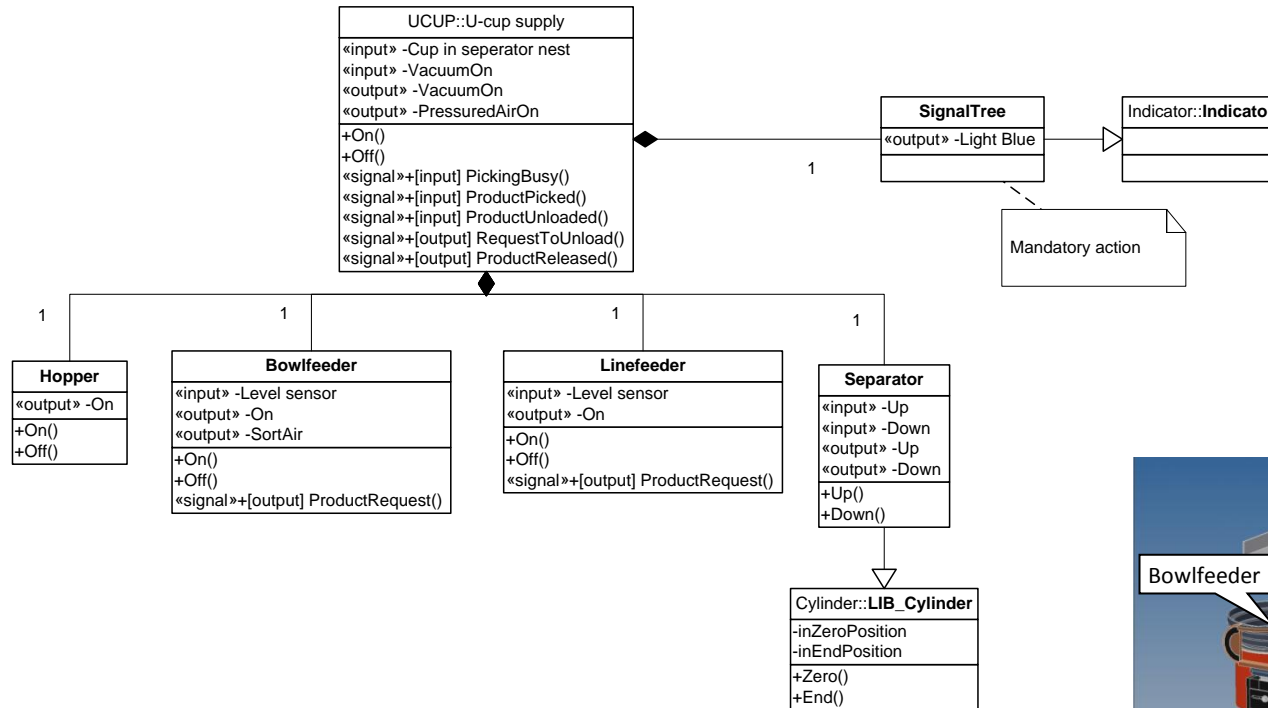 UCUP::U-cup supply
«input» -Cup in seperator nest
«input» -VacuumOn
«output» -VacuumOn
«output» -PressuredAirOn
+On()
+Off()
«signal»+[input] PickingBusy()
«signal»+[input] ProductPicked()
«signal»+[input] ProductUnloaded()
«signal»+[output] RequestToUnload()
«signal»+[output] ProductReleased()
1
SignalTree
«output» -Light Blue
Indicator::Indicato
Mandatory action
1
1
1
1
Hopper
«output» -On
+On()
+Off()
Bowlfeeder
«input» -Level sensor
«output» -On
«output» -SortAir
+On()
+Off()
«signal»+[output] ProductRequest()
Linefeeder
«input» -Level sensor
«output» -On
+On()
+Off()
«signal»+[output] ProductRequest()
Separator
«input» -Up
«input» -Down
«output» -Up
«output» -Down
+Up()
+Down()
Cylinder::LIB_Cylinder
-inZeroPosition
-inEndPosition
+Zero()
+End()
Bowlfeeder